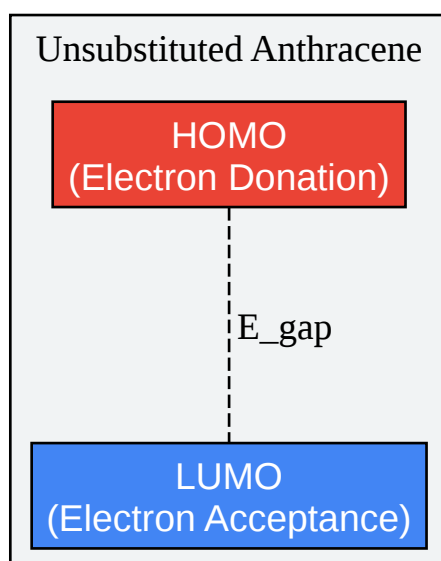 Unsubstituted Anthracene
HOMO
(Electron Donation)
E_gap
LUMO
(Electron Acceptance)